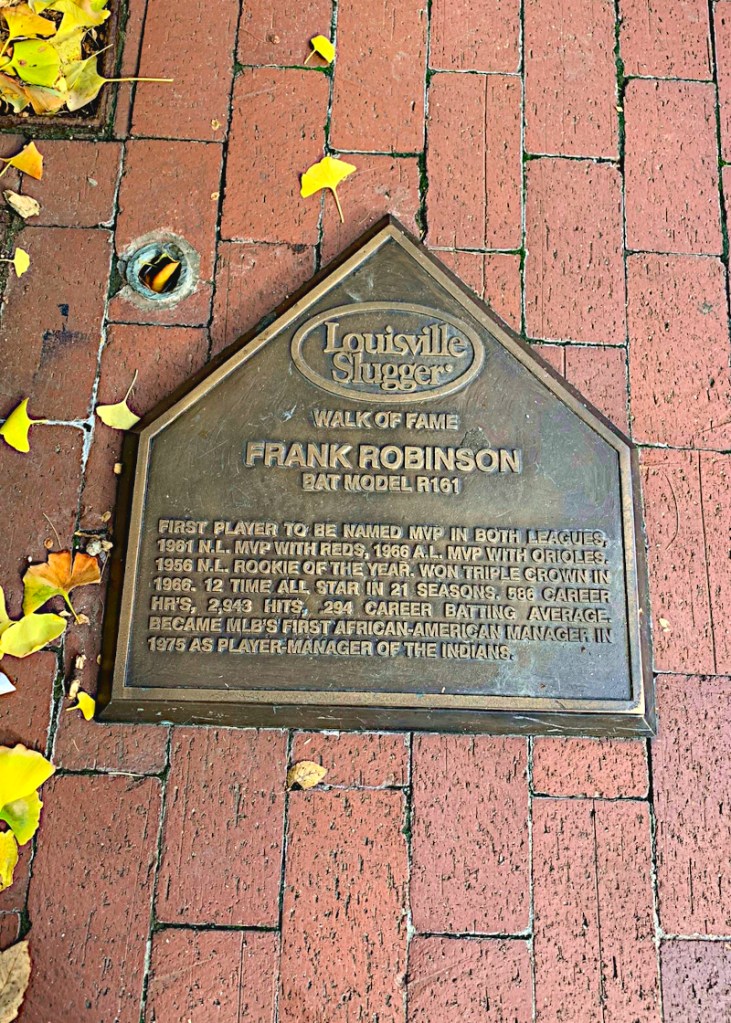 Louisville
Slugger®
WALK OF FAME
FRANK ROBINSON
BAT MODEL R161
FIRST PLAYER TO BE NAMED MVP IN BOTH LEAGUES,
1961 N.L. MVP WITH REDS, 1966 A.L. MVP WITH ORIOLES.
1956 N.L. ROOKIE OF THE YEAR. WON TRIPLE CROWN IN
1966. 12 TIME ALL STAR IN 21 SEASONS. 586 CAREER
HR'S, 2,943 HITS, .294 CAREER BATTING AVERAGE.
BECAME MLB'S FIRST AFRICAN-AMERICAN MANAGER IN
1975 AS PLAYER-MANAGER OF THE INDIANS.